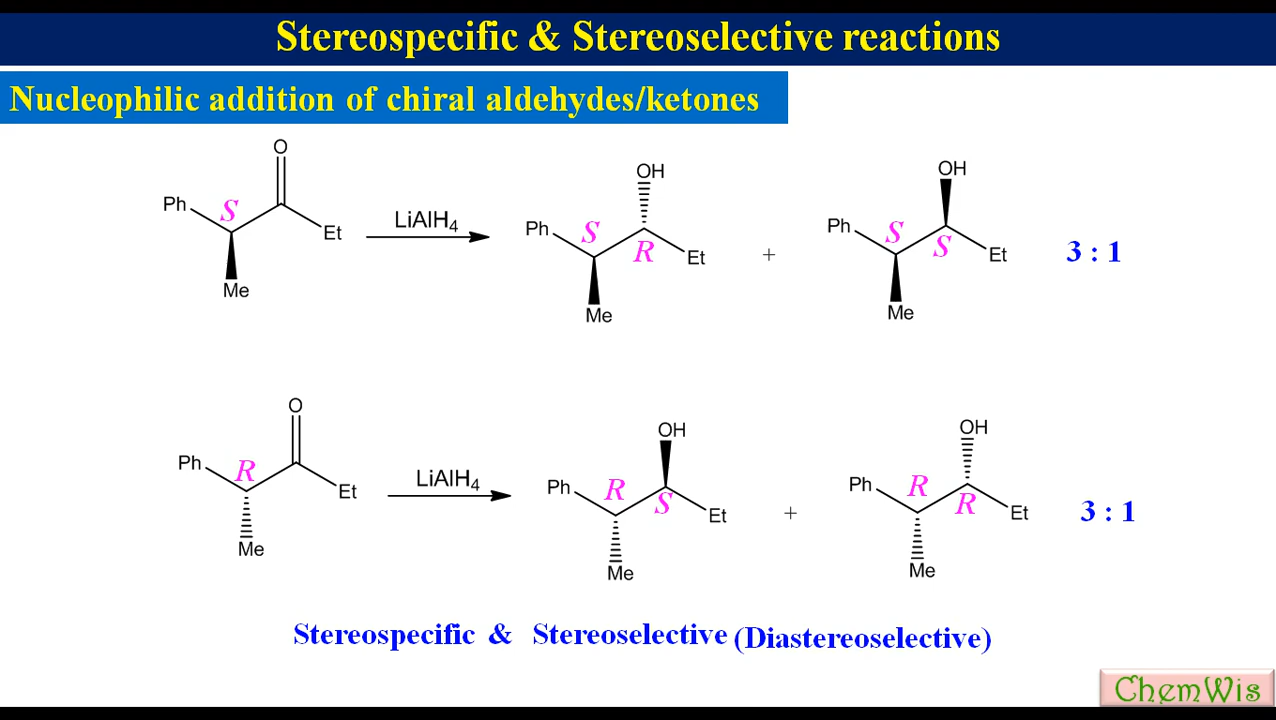 Stereospecific & Stereoselective reactions
Nucleophilic addition of chiral aldehydes/ketones
O
Ph S Et
Me
LiAlH4
OH
Ph S R Et
Me
+
OH
Ph S S Et
Me
3 : 1
O
Ph R Et
Me
LiAlH4
OH
Ph R S Et
Me
+
OH
Ph R R Et
Me
3 : 1
Stereospecific & Stereoselective (Diastereoselective)
ChemWis